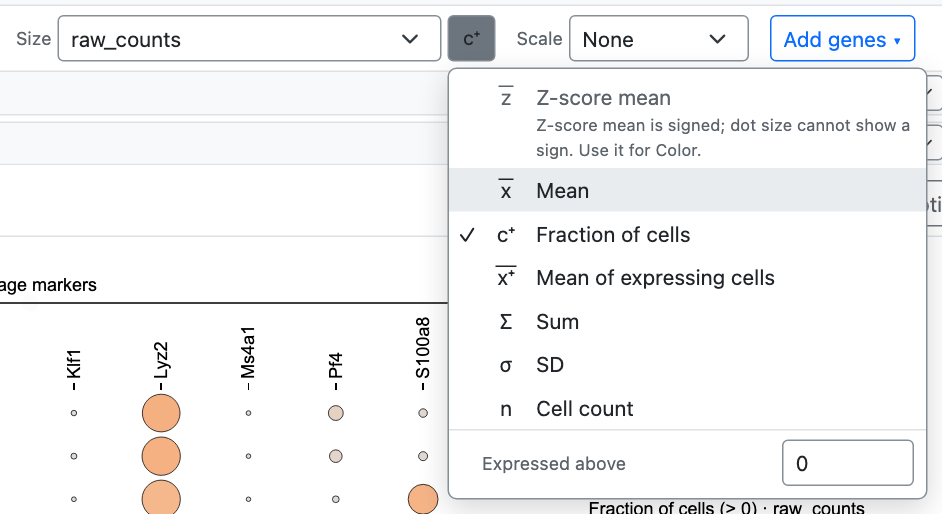 Size raw_counts c⁺ Scale None Add genes ▾
z̅ Z-score mean
Z-score mean is signed; dot size cannot show a
sign. Use it for Color.
x̅ Mean
✓ c⁺ Fraction of cells
x̅⁺ Mean of expressing cells
Σ Sum
σ SD
n Cell count
Expressed above 0
age markers
Klf1
Lyz2
Ms4a1
Pf4
S100a8
Fraction of cells (> 0) · raw_counts